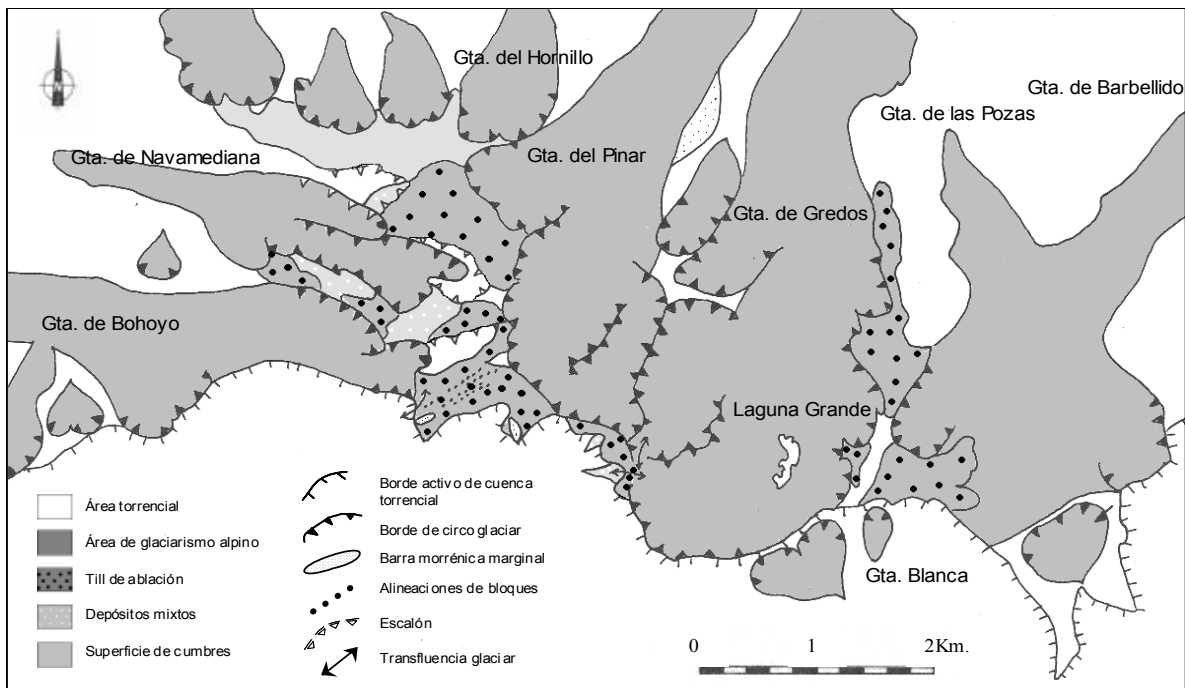 Gta. del Hornillo
Gta. de Barbellido
Gta. de las Pozas
Gta. de Navamediana
Gta. del Pinar
N
Gta. de Gredos
Gta. de Bohoyo
Laguna Grande
Gta. Blanca
Área torrencial
Área de glaciarismo alpino
Till de ablación
Depósitos mixtos
Superficie de cumbres
Borde activo de cuenca
torrencial
Borde de circo glaciar
Barra morrénica marginal
Alineaciones de bloques
Escalón
Transfluencia glaciar
0 1 2Km.